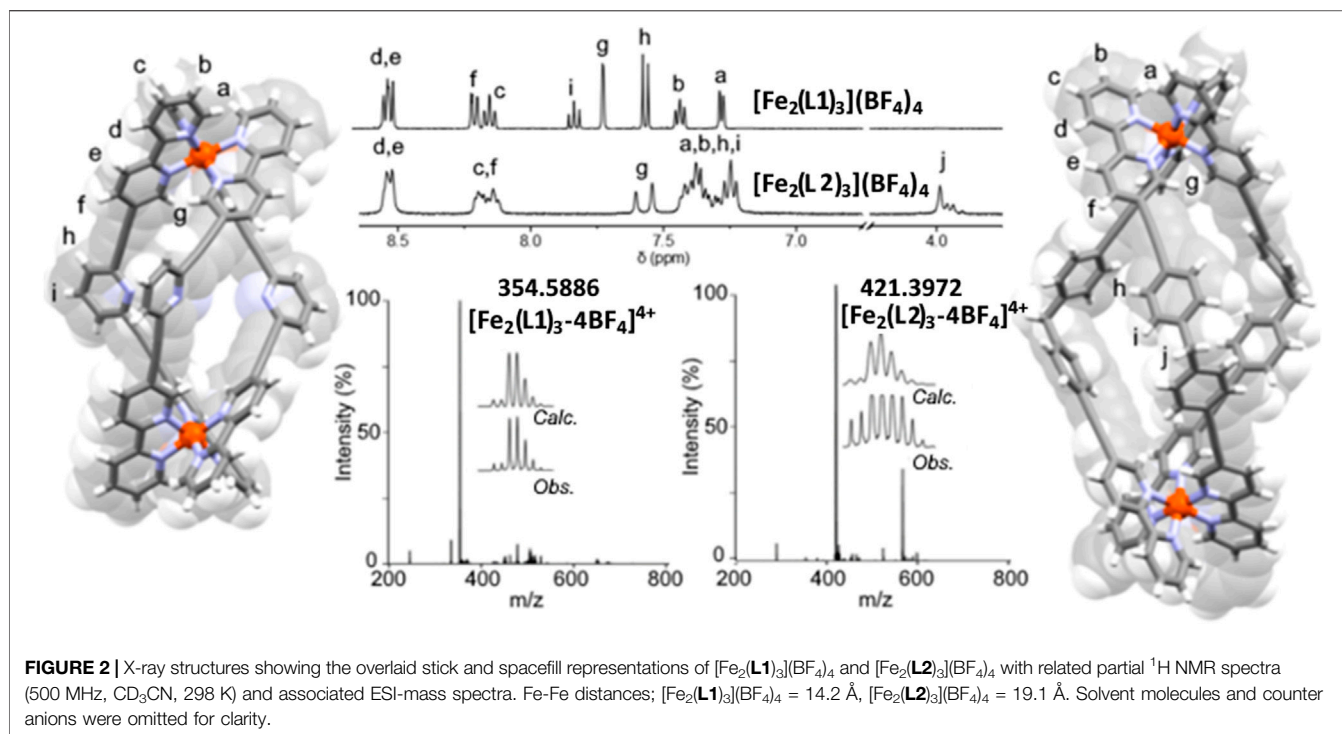 c b a
d
e
f
g
h
i
d,e f c i g h b a
[Fe₂(L1)₃](BF₄)₄
d,e c,f g a,b,h,i j
[Fe₂(L 2)₃](BF₄)₄
8.5 8.0 7.5 7.0 4.0
δ (ppm)
354.5886
[Fe₂(L1)₃-4BF₄]⁴⁺
Calc.
Obs.
100
50
0
Intensity (%)
200 400 600 800
m/z
421.3972
[Fe₂(L2)₃-4BF₄]⁴⁺
Calc.
Obs.
100
50
0
Intensity (%)
200 400 600 800
m/z
b a
c
d
e
g
f
h
i
j
FIGURE 2 | X-ray structures showing the overlaid stick and spacefill representations of [Fe₂(L1)₃](BF₄)₄ and [Fe₂(L2)₃](BF₄)₄ with related partial ¹H NMR spectra
(500 MHz, CD₃CN, 298 K) and associated ESI-mass spectra. Fe-Fe distances; [Fe₂(L1)₃](BF₄)₄ = 14.2 Å, [Fe₂(L2)₃](BF₄)₄ = 19.1 Å. Solvent molecules and counter
anions were omitted for clarity.